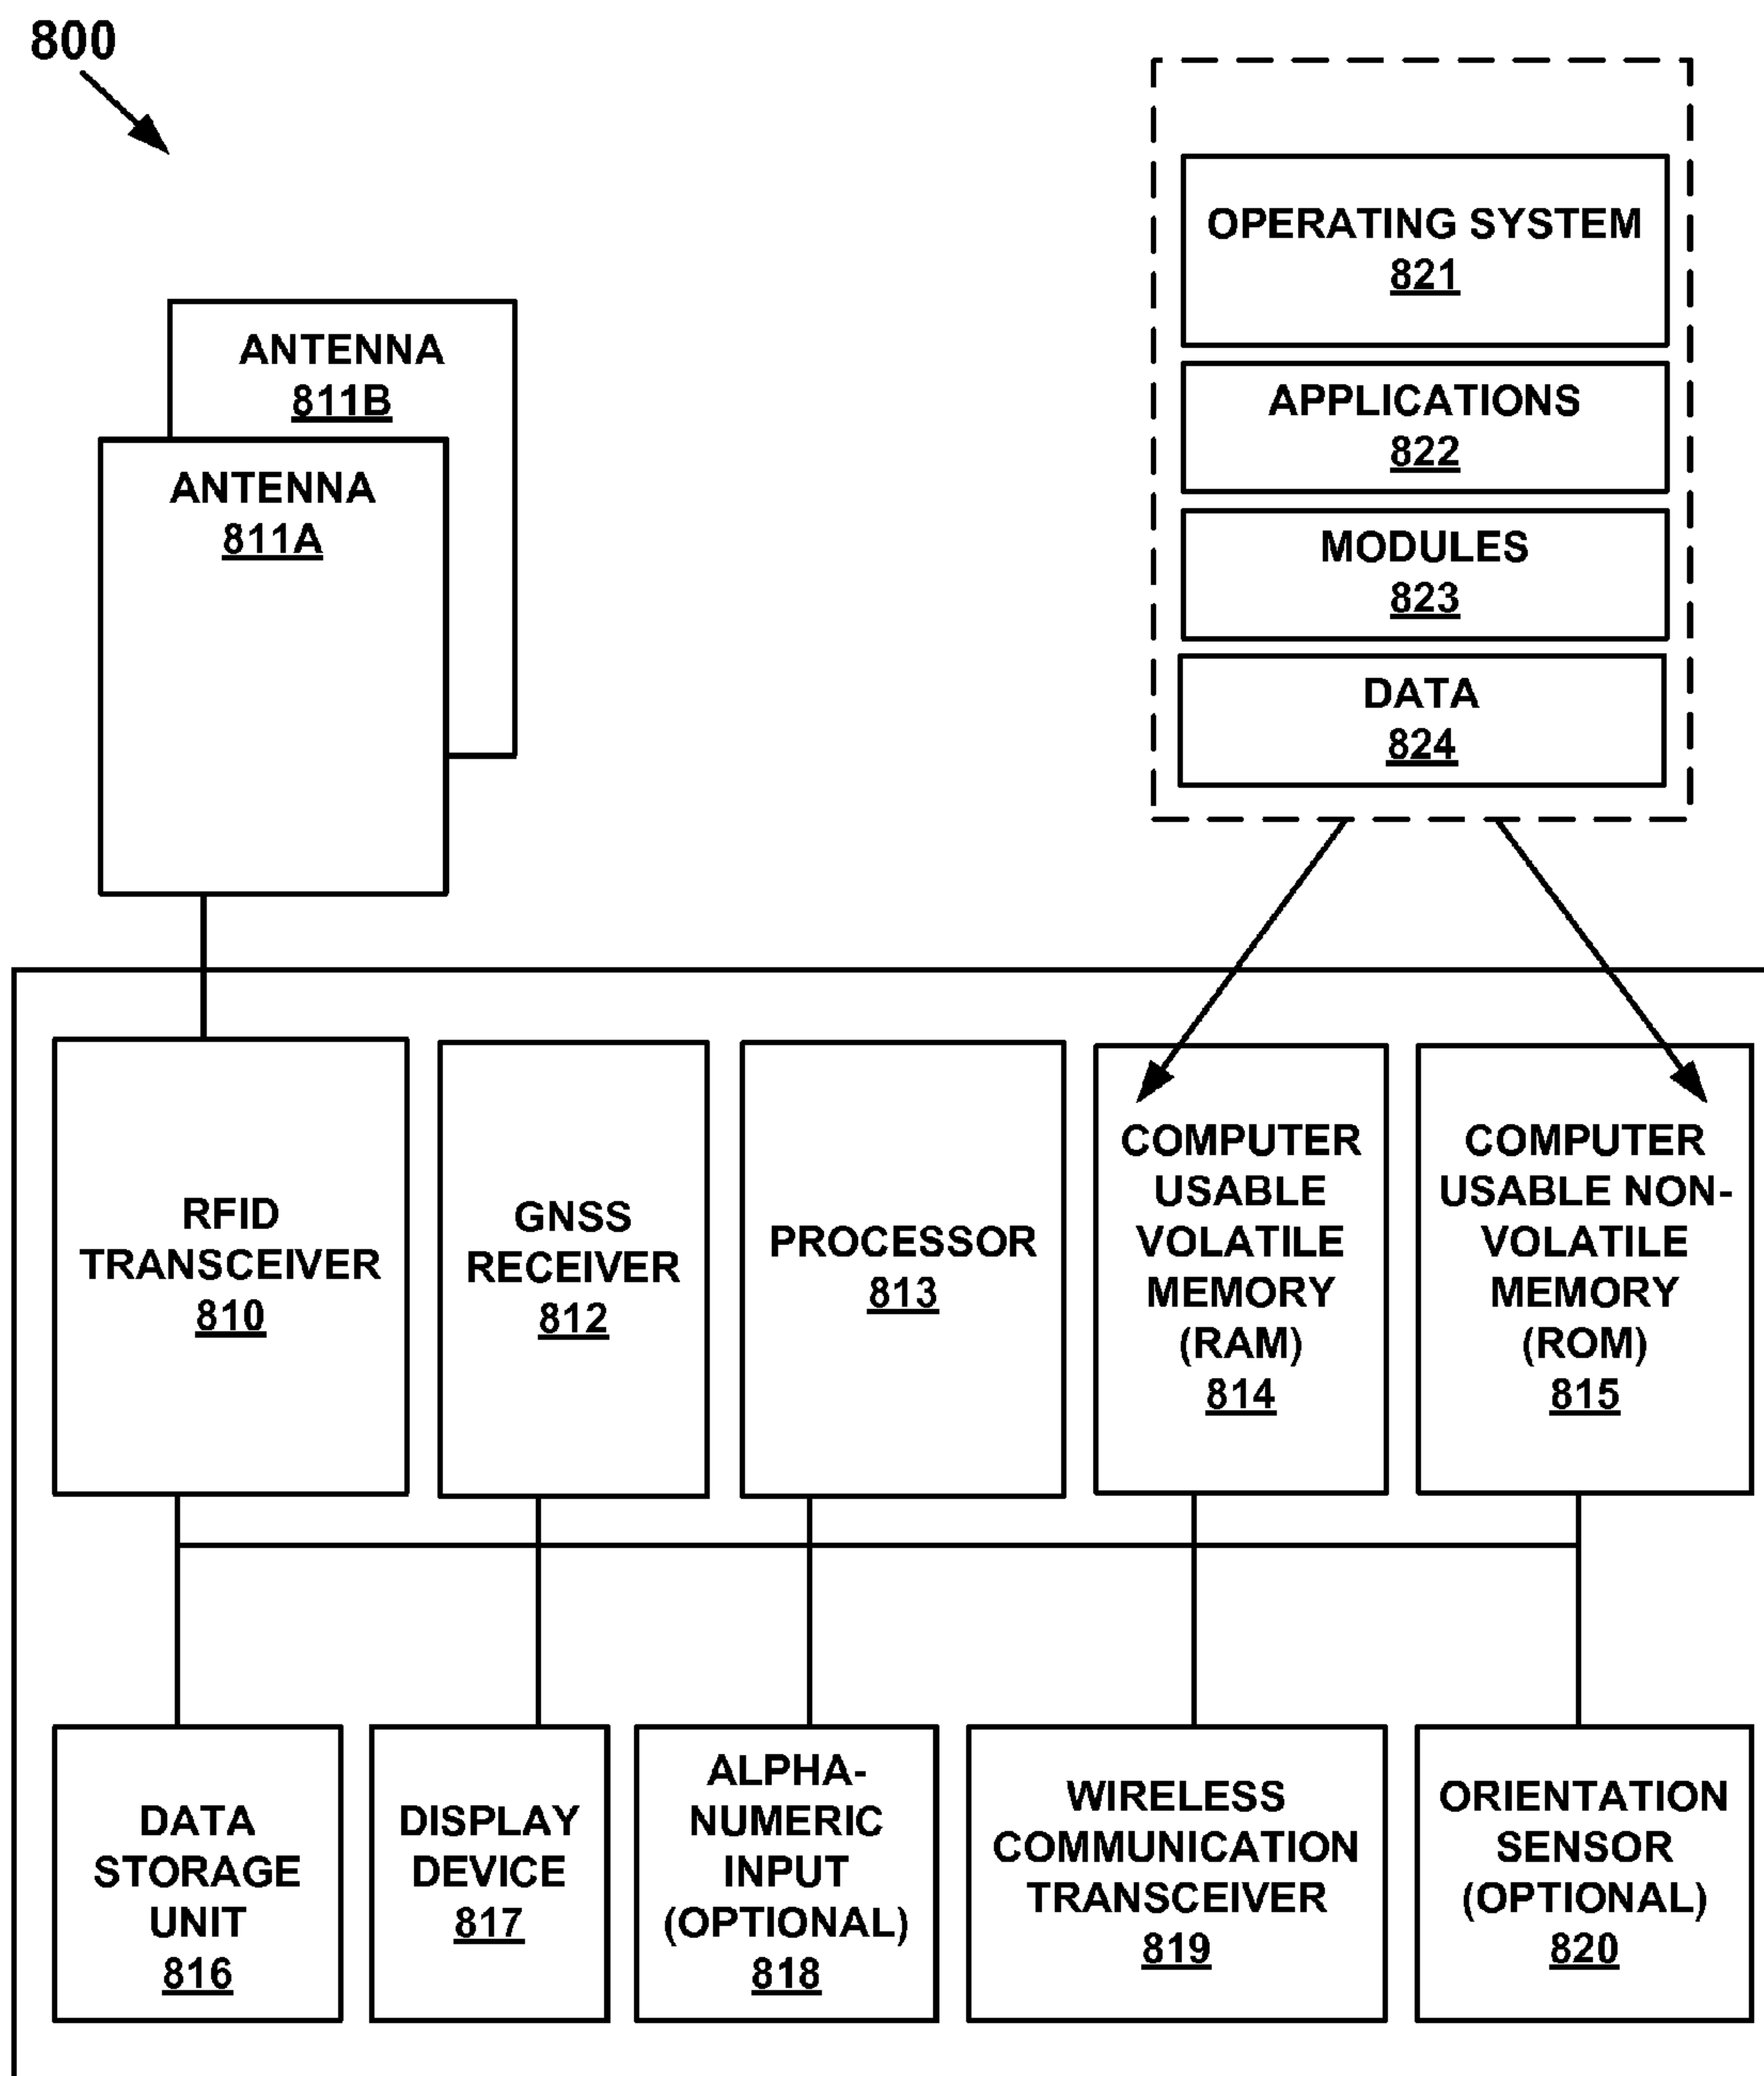 800
OPERATING SYSTEM
821
APPLICATIONS
822
MODULES
823
DATA
824
ANTENNA
811B
ANTENNA
811A
RFID
TRANSCEIVER
810
GNSS
RECEIVER
812
PROCESSOR
813
COMPUTER
USABLE
VOLATILE
MEMORY
(RAM)
814
COMPUTER
USABLE NON-
VOLATILE
MEMORY
(ROM)
815
DATA
STORAGE
UNIT
816
DISPLAY
DEVICE
817
ALPHA-
NUMERIC
INPUT
(OPTIONAL)
818
WIRELESS
COMMUNICATION
TRANSCEIVER
819
ORIENTATION
SENSOR
(OPTIONAL)
820